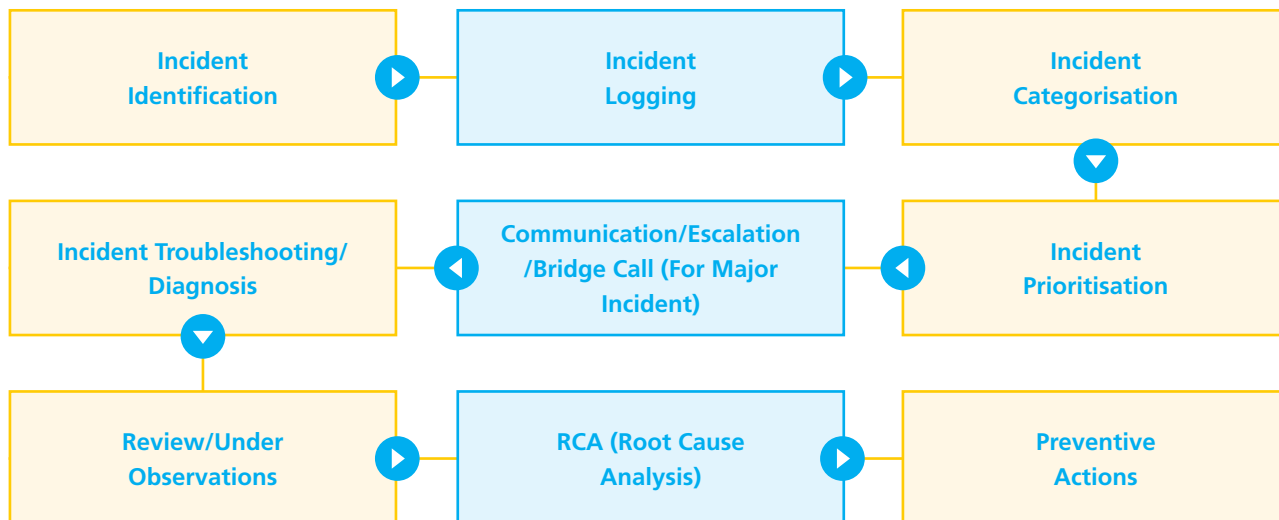 Incident
Identification
Incident
Logging
Incident
Categorisation
Incident Troubleshooting/
Diagnosis
Communication/Escalation
/Bridge Call (For Major
Incident)
Incident
Prioritisation
Review/Under
Observations
RCA (Root Cause
Analysis)
Preventive
Actions